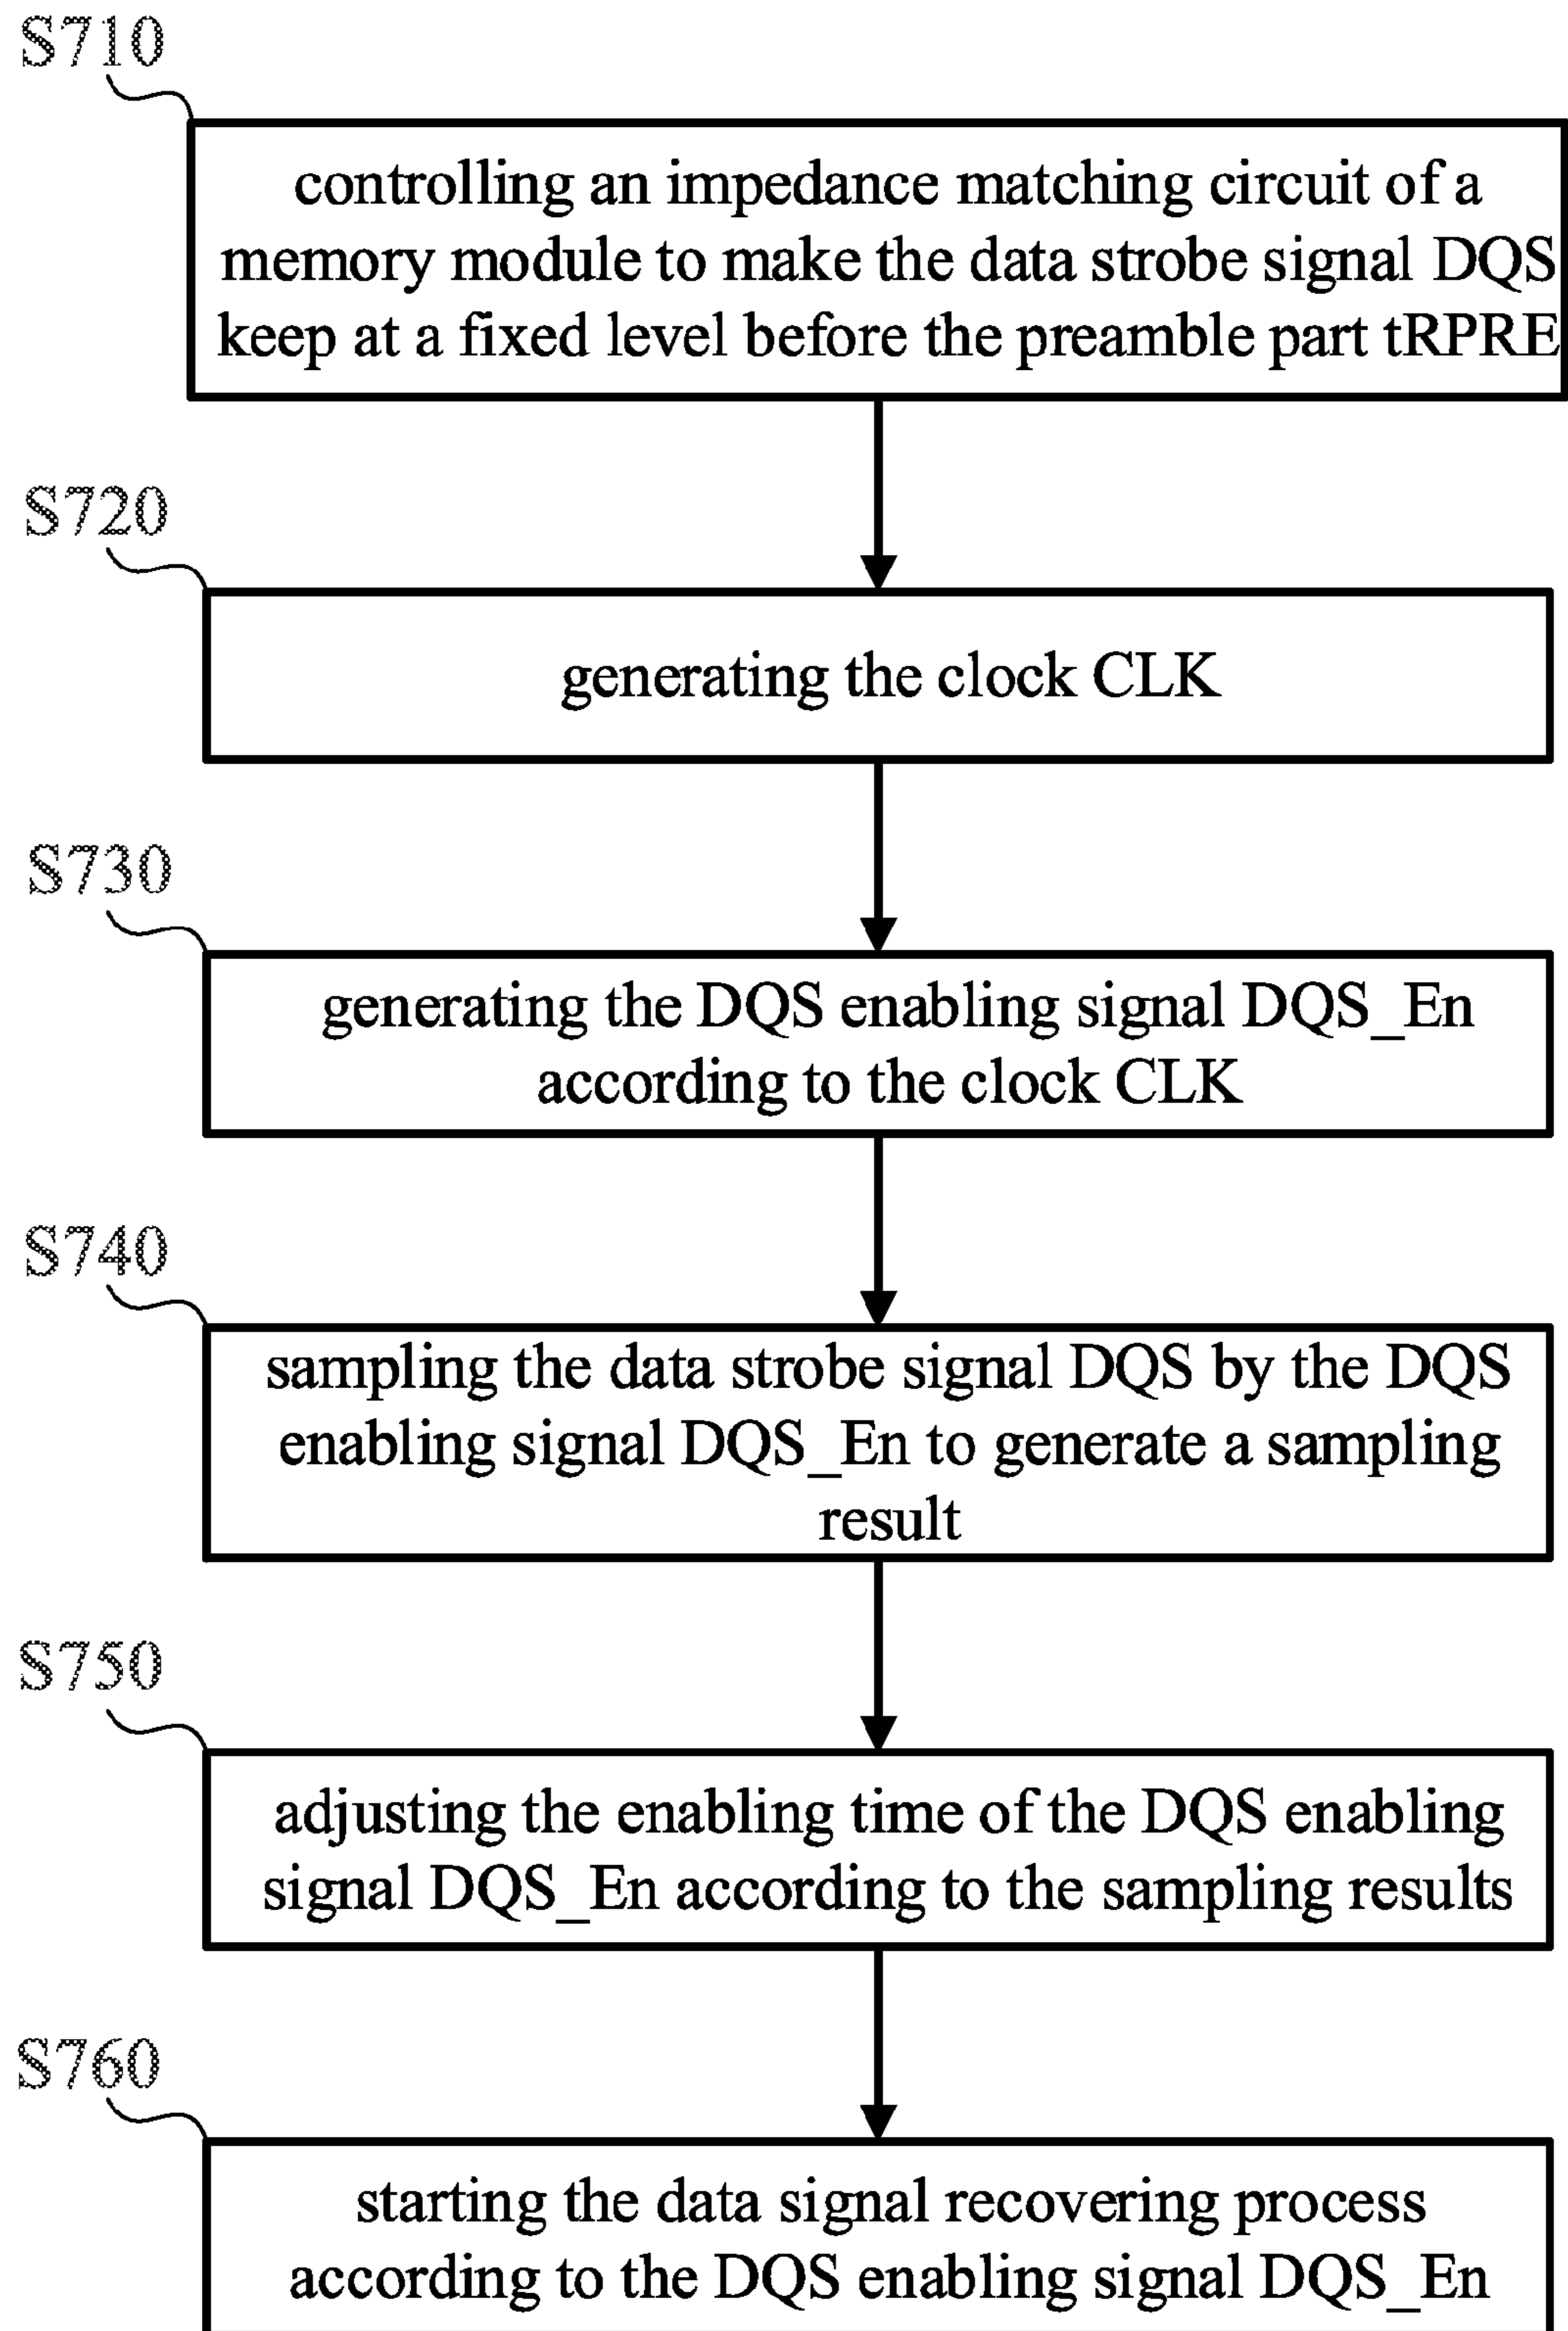 S710
controlling an impedance matching circuit of a
memory module to make the data strobe signal DQS
keep at a fixed level before the preamble part tRPRE
S720
generating the clock CLK
S730
generating the DQS enabling signal DQS_En
according to the clock CLK
S740
sampling the data strobe signal DQS by the DQS
enabling signal DQS_En to generate a sampling
result
S750
adjusting the enabling time of the DQS enabling
signal DQS_En according to the sampling results
S760
starting the data signal recovering process
according to the DQS enabling signal DQS_En